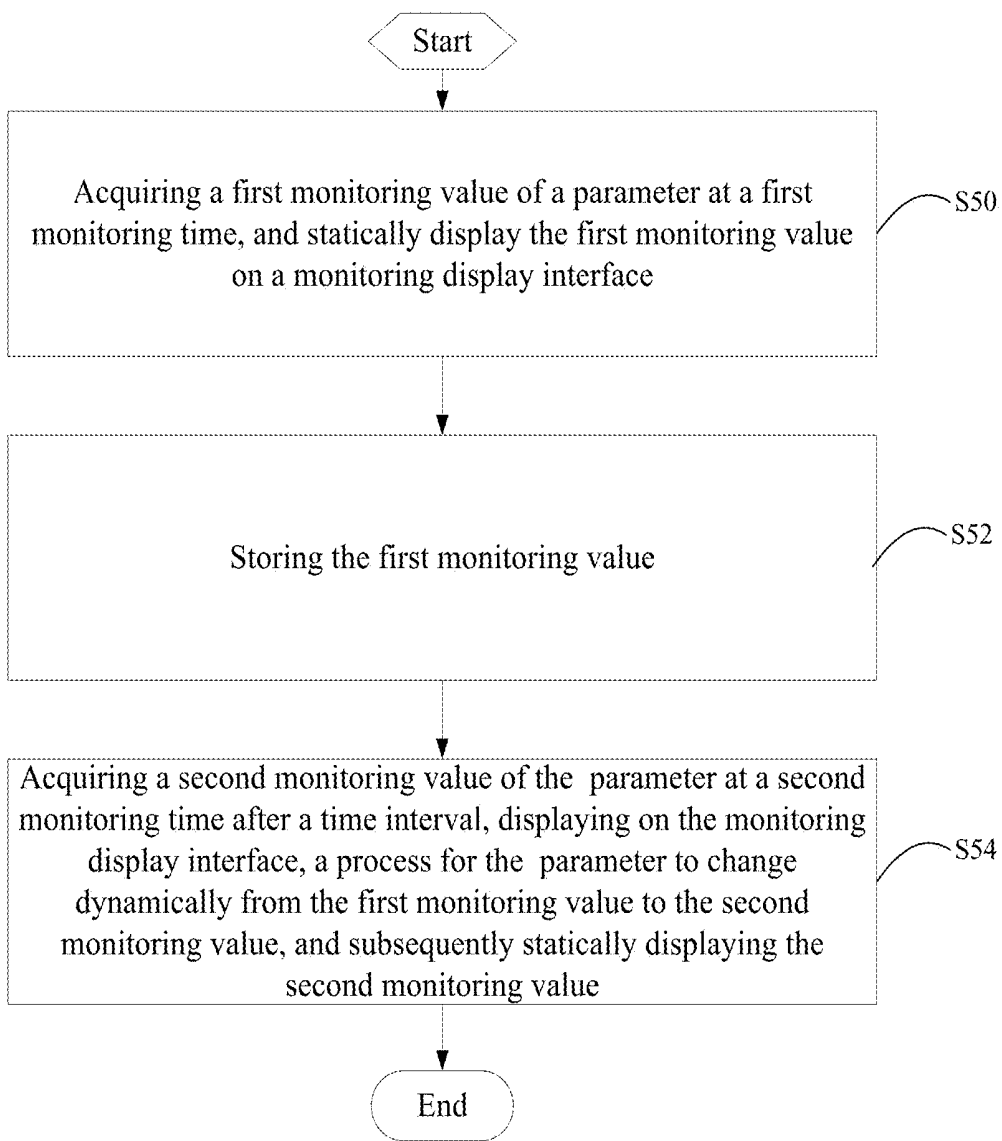 Start
Acquiring a first monitoring value of a parameter at a first
monitoring time, and statically display the first monitoring value
on a monitoring display interface
S50
Storing the first monitoring value
S52
Acquiring a second monitoring value of the parameter at a second
monitoring time after a time interval, displaying on the monitoring
display interface, a process for the parameter to change
dynamically from the first monitoring value to the second
monitoring value, and subsequently statically displaying the
second monitoring value
S54
End